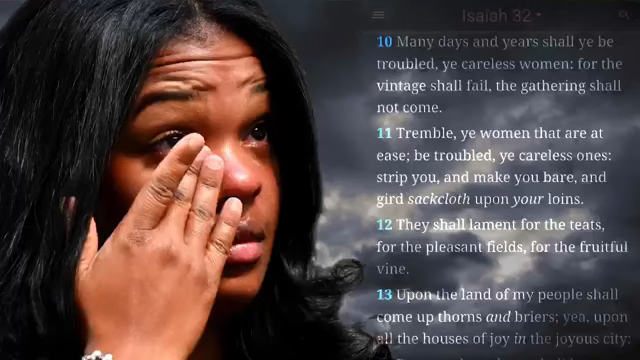 Isaiah 32
10 Many days and years shall ye be
troubled, ye careless women: for the
vintage shall fail, the gathering shall
not come.
11 Tremble, ye women that are at
ease; be troubled, ye careless ones:
strip you, and make you bare, and
gird sackcloth upon your loins.
12 They shall lament for the teats,
for the pleasant fields, for the fruitful
vine.
13 Upon the land of my people shall
come up thorns and briers; yea, upon
all the houses of joy in the joyous city: